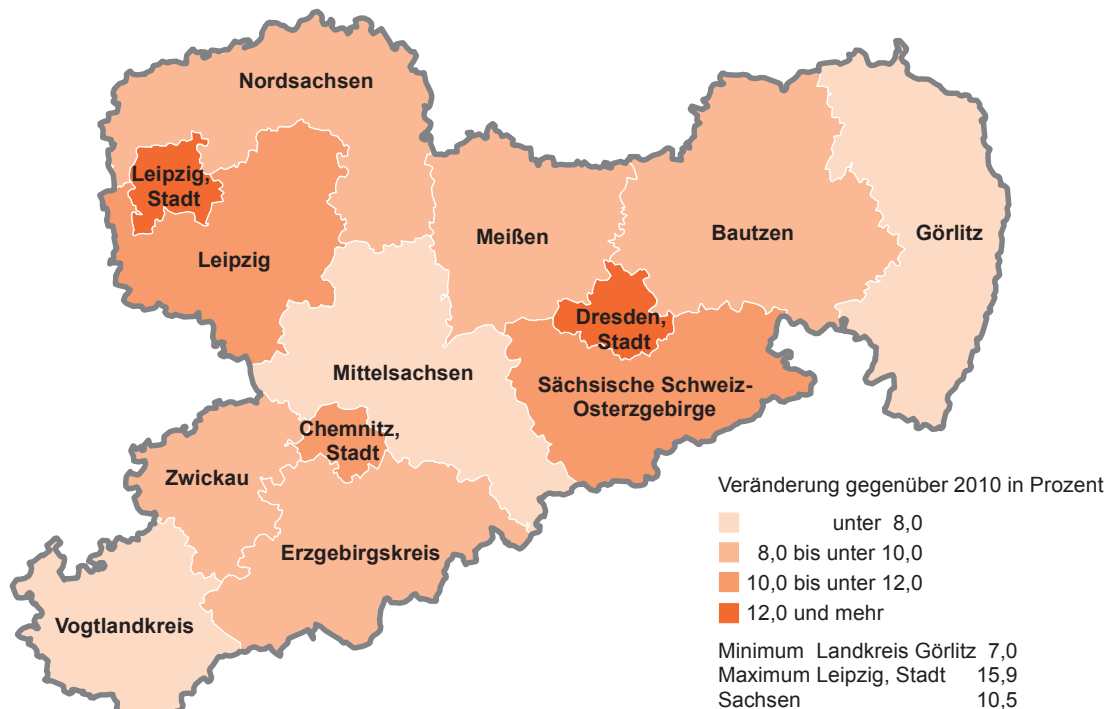 Nordsachsen
Leipzig,
Stadt
Leipzig
Meißen
Bautzen
Görlitz
Dresden,
Stadt
Mittelsachsen
Sächsische Schweiz-
Osterzgebirge
Chemnitz,
Stadt
Zwickau
Erzgebirgskreis
Vogtlandkreis
Veränderung gegenüber 2010 in Prozent
unter 8,0
8,0 bis unter 10,0
10,0 bis unter 12,0
12,0 und mehr
Minimum Landkreis Görlitz 7,0
Maximum Leipzig, Stadt 15,9
Sachsen 10,5